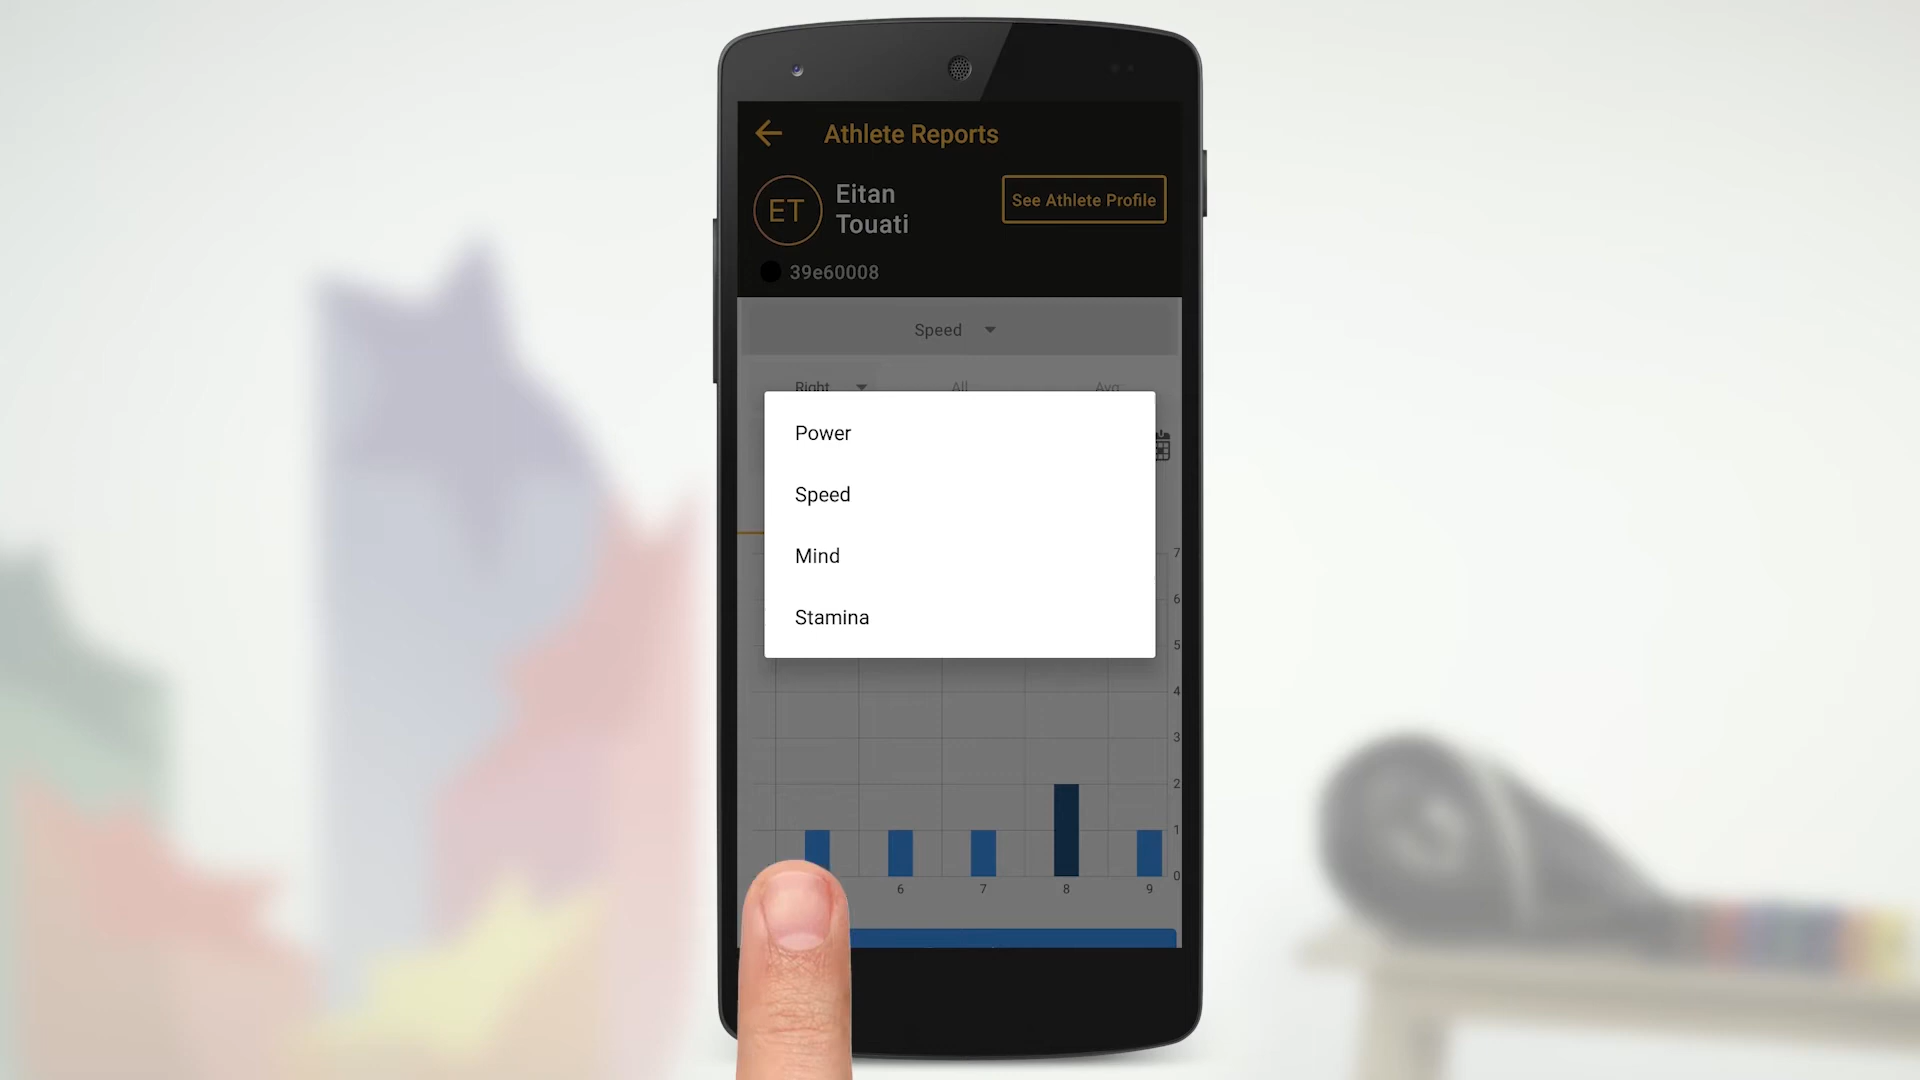 Athlete Reports
ET
Eitan
Touati
See Athlete Profile
39e60008
Speed
Right
All
Avg
Power
Speed
Mind
Stamina
7
6
5
4
3
2
1
0
6
7
8
9